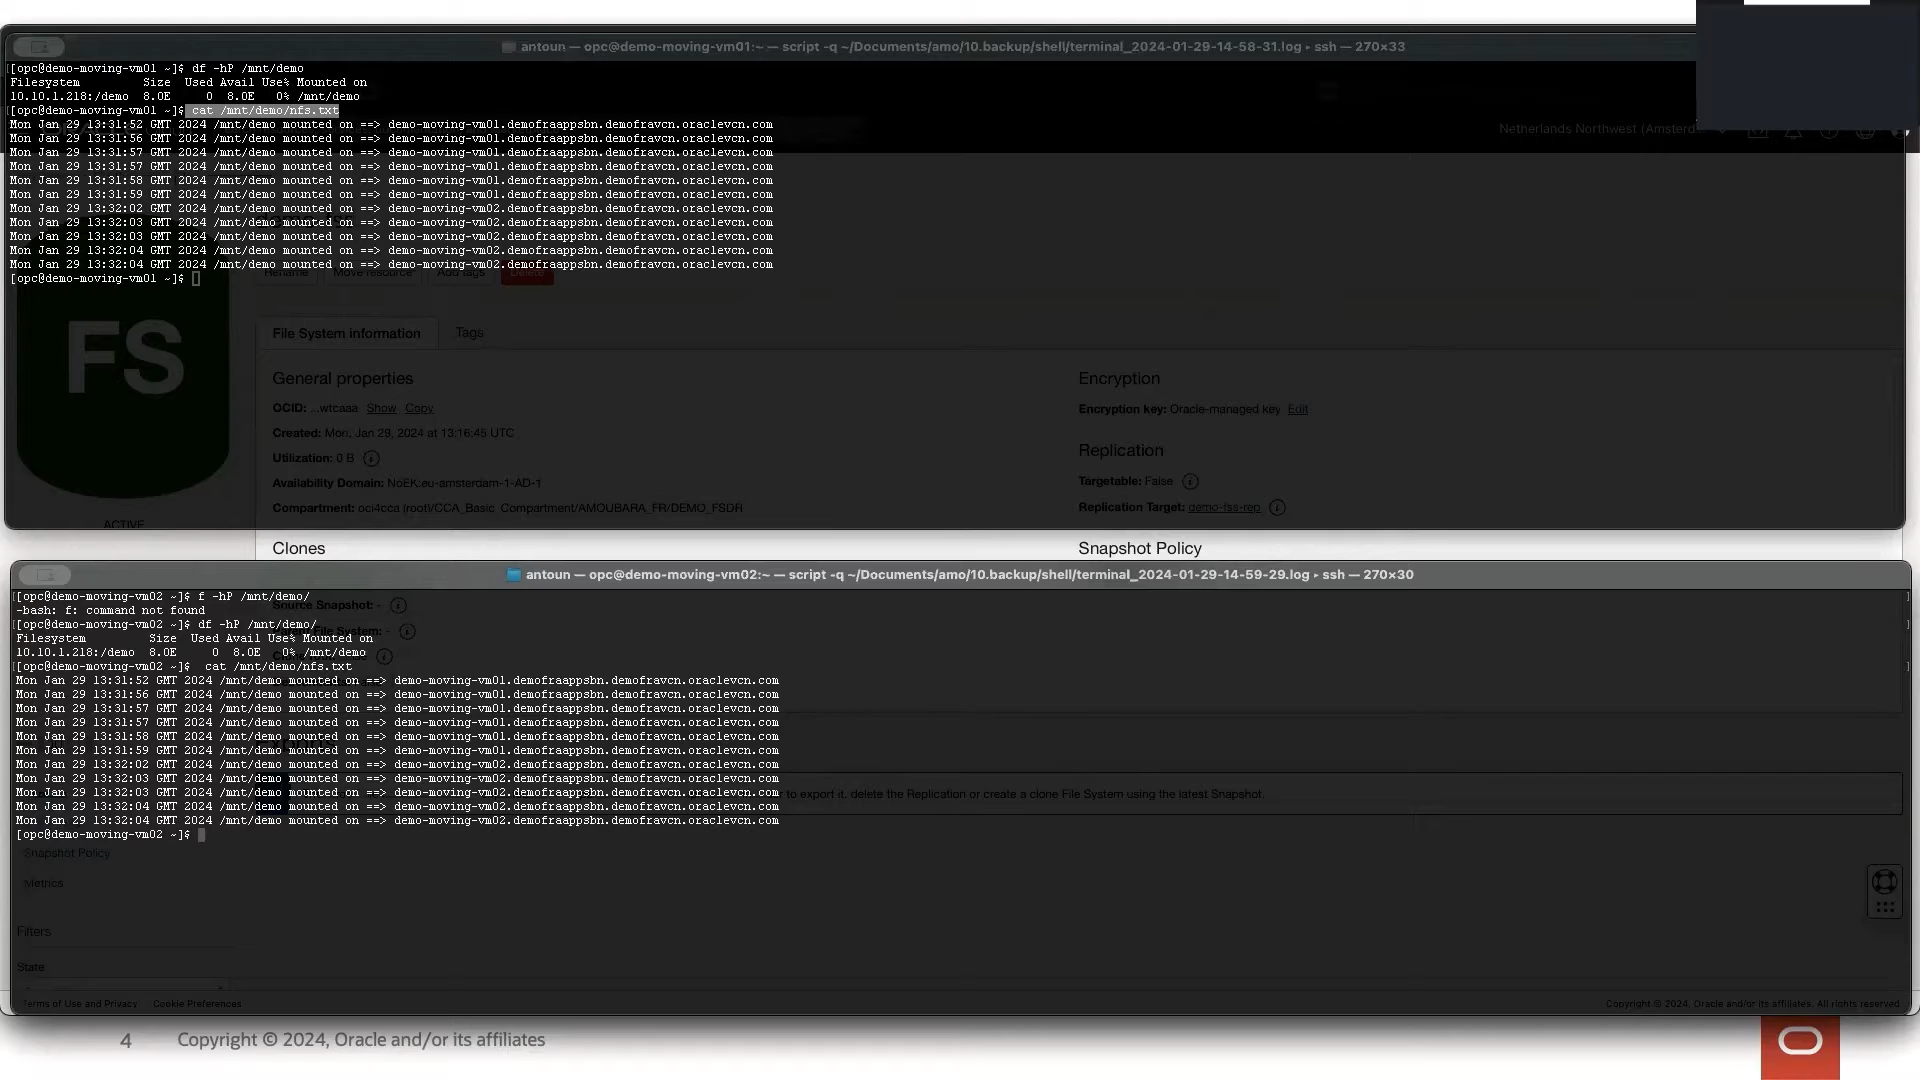 antoun — opc@demo-moving-vm01:~ — script -q ~/Documents/amo/10.backup/shell/terminal_2024-01-29-14-58-31.log ▸ ssh — 270×33
[[opc@demo-moving-vm01 ~]$ df -hP /mnt/demo
Filesystem        Size  Used Avail Use% Mounted on
10.10.1.218:/demo  8.0E     0  8.0E   0% /mnt/demo
[[opc@demo-moving-vm01 ~]$ cat /mnt/demo/nfs.txt
Mon Jan 29 13:31:52 GMT 2024 /mnt/demo mounted on ==> demo-moving-vm01.demofraappsbn.demofravcn.oraclevcn.com
Netherlands Northwest (Amsterd...
Mon Jan 29 13:31:56 GMT 2024 /mnt/demo mounted on ==> demo-moving-vm01.demofraappsbn.demofravcn.oraclevcn.com
Mon Jan 29 13:31:57 GMT 2024 /mnt/demo mounted on ==> demo-moving-vm01.demofraappsbn.demofravcn.oraclevcn.com
Mon Jan 29 13:31:57 GMT 2024 /mnt/demo mounted on ==> demo-moving-vm01.demofraappsbn.demofravcn.oraclevcn.com
Mon Jan 29 13:31:58 GMT 2024 /mnt/demo mounted on ==> demo-moving-vm01.demofraappsbn.demofravcn.oraclevcn.com
Mon Jan 29 13:31:59 GMT 2024 /mnt/demo mounted on ==> demo-moving-vm01.demofraappsbn.demofravcn.oraclevcn.com
Mon Jan 29 13:32:02 GMT 2024 /mnt/demo mounted on ==> demo-moving-vm02.demofraappsbn.demofravcn.oraclevcn.com
Mon Jan 29 13:32:03 GMT 2024 /mnt/demo mounted on ==> demo-moving-vm02.demofraappsbn.demofravcn.oraclevcn.com
Mon Jan 29 13:32:03 GMT 2024 /mnt/demo mounted on ==> demo-moving-vm02.demofraappsbn.demofravcn.oraclevcn.com
Mon Jan 29 13:32:04 GMT 2024 /mnt/demo mounted on ==> demo-moving-vm02.demofraappsbn.demofravcn.oraclevcn.com
Mon Jan 29 13:32:04 GMT 2024 /mnt/demo mounted on ==> demo-moving-vm02.demofraappsbn.demofravcn.oraclevcn.com
[opc@demo-moving-vm01 ~]$
Rename Move resource Add tags Delete
FS
File System information Tags
General properties Encryption
OCID: ...wtcaaa Show Copy Encryption key: Oracle-managed key Edit
Created: Mon, Jan 29, 2024 at 13:16:45 UTC
Replication
Utilization: 0 B
Availability Domain: NoEK:eu-amsterdam-1-AD-1 Targetable: False
Compartment: oci4cca (root)/CCA_Basic_Compartment/AMOUBARA_FR/DEMO_FSDR Replication Target: demo-fss-rep
ACTIVE
Clones Snapshot Policy
antoun — opc@demo-moving-vm02:~ — script -q ~/Documents/amo/10.backup/shell/terminal_2024-01-29-14-59-29.log ▸ ssh — 270×30
[[opc@demo-moving-vm02 ~]$ f -hP /mnt/demo/
-bash: f: command not found
Source Snapshot: -
[[opc@demo-moving-vm02 ~]$ df -hP /mnt/demo/
File System: -
Filesystem         Size  Used Avail Use% Mounted on
10.10.1.218:/demo  8.0E     0  8.0E   0% /mnt/demo
[[opc@demo-moving-vm02 ~]$  cat /mnt/demo/nfs.txt
Mon Jan 29 13:31:52 GMT 2024 /mnt/demo mounted on ==> demo-moving-vm01.demofraappsbn.demofravcn.oraclevcn.com
Mon Jan 29 13:31:56 GMT 2024 /mnt/demo mounted on ==> demo-moving-vm01.demofraappsbn.demofravcn.oraclevcn.com
Mon Jan 29 13:31:57 GMT 2024 /mnt/demo mounted on ==> demo-moving-vm01.demofraappsbn.demofravcn.oraclevcn.com
Mon Jan 29 13:31:57 GMT 2024 /mnt/demo mounted on ==> demo-moving-vm01.demofraappsbn.demofravcn.oraclevcn.com
Mon Jan 29 13:31:58 GMT 2024 /mnt/demo mounted on ==> demo-moving-vm01.demofraappsbn.demofravcn.oraclevcn.com
Mon Jan 29 13:31:59 GMT 2024 /mnt/demo mounted on ==> demo-moving-vm01.demofraappsbn.demofravcn.oraclevcn.com
Mon Jan 29 13:32:02 GMT 2024 /mnt/demo mounted on ==> demo-moving-vm02.demofraappsbn.demofravcn.oraclevcn.com
Mon Jan 29 13:32:03 GMT 2024 /mnt/demo mounted on ==> demo-moving-vm02.demofraappsbn.demofravcn.oraclevcn.com
Mon Jan 29 13:32:03 GMT 2024 /mnt/demo mounted on ==> demo-moving-vm02.demofraappsbn.demofravcn.oraclevcn.com
to export it, delete the Replication or create a clone File System using the latest Snapshot.
Mon Jan 29 13:32:04 GMT 2024 /mnt/demo mounted on ==> demo-moving-vm02.demofraappsbn.demofravcn.oraclevcn.com
Mon Jan 29 13:32:04 GMT 2024 /mnt/demo mounted on ==> demo-moving-vm02.demofraappsbn.demofravcn.oraclevcn.com
[opc@demo-moving-vm02 ~]$
Snapshot Policy
Metrics
Filters
State
Terms of Use and Privacy Cookie Preferences Copyright © 2024, Oracle and/or its affiliates. All rights reserved
4 Copyright © 2024, Oracle and/or its affiliates